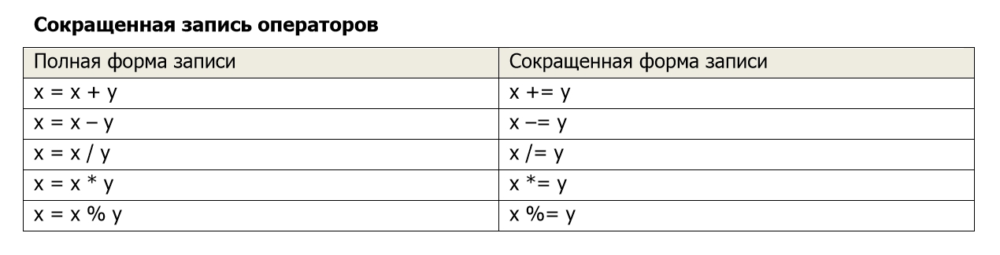 Сокращенная запись операторов
Полная форма записи Сокращенная форма записи
x = x + y x += y
x = x – y x –= y
x = x / y x /= y
x = x * y x *= y
x = x % y x %= y